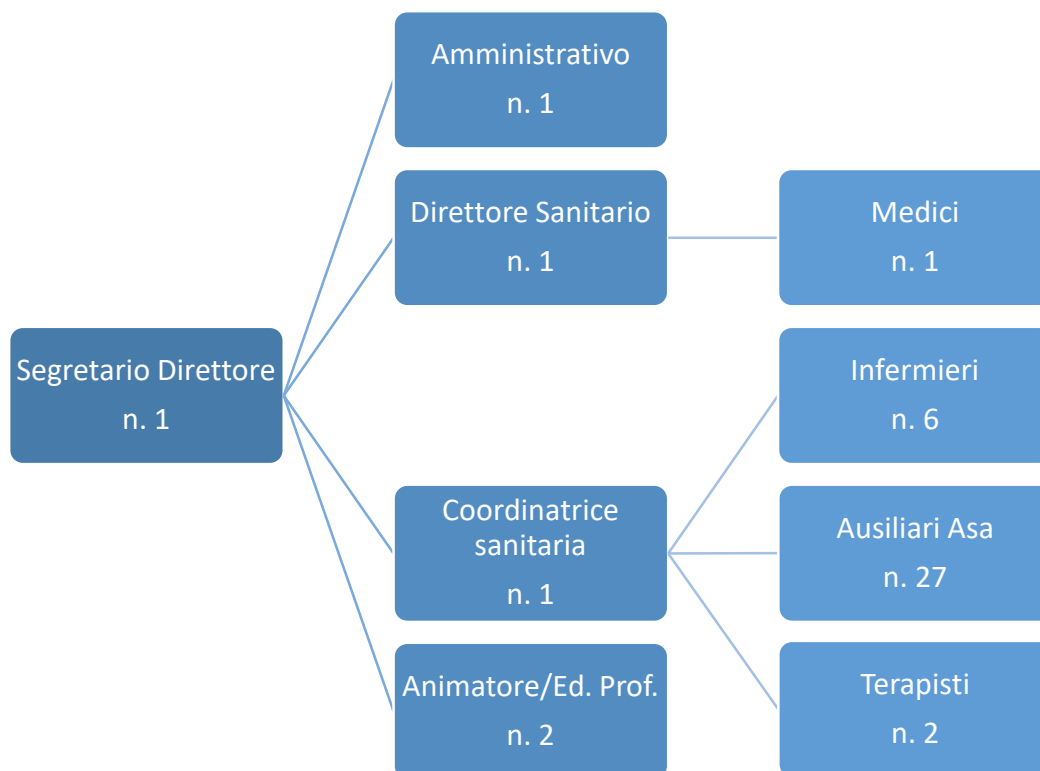 Amministrativo
n. 1
Direttore Sanitario
n. 1
Medici
n. 1
Segretario Direttore
n. 1
Infermieri
n. 6
Coordinatrice
sanitaria
n. 1
Ausiliari Asa
n. 27
Animatore/Ed. Prof.
n. 2
Terapisti
n. 2